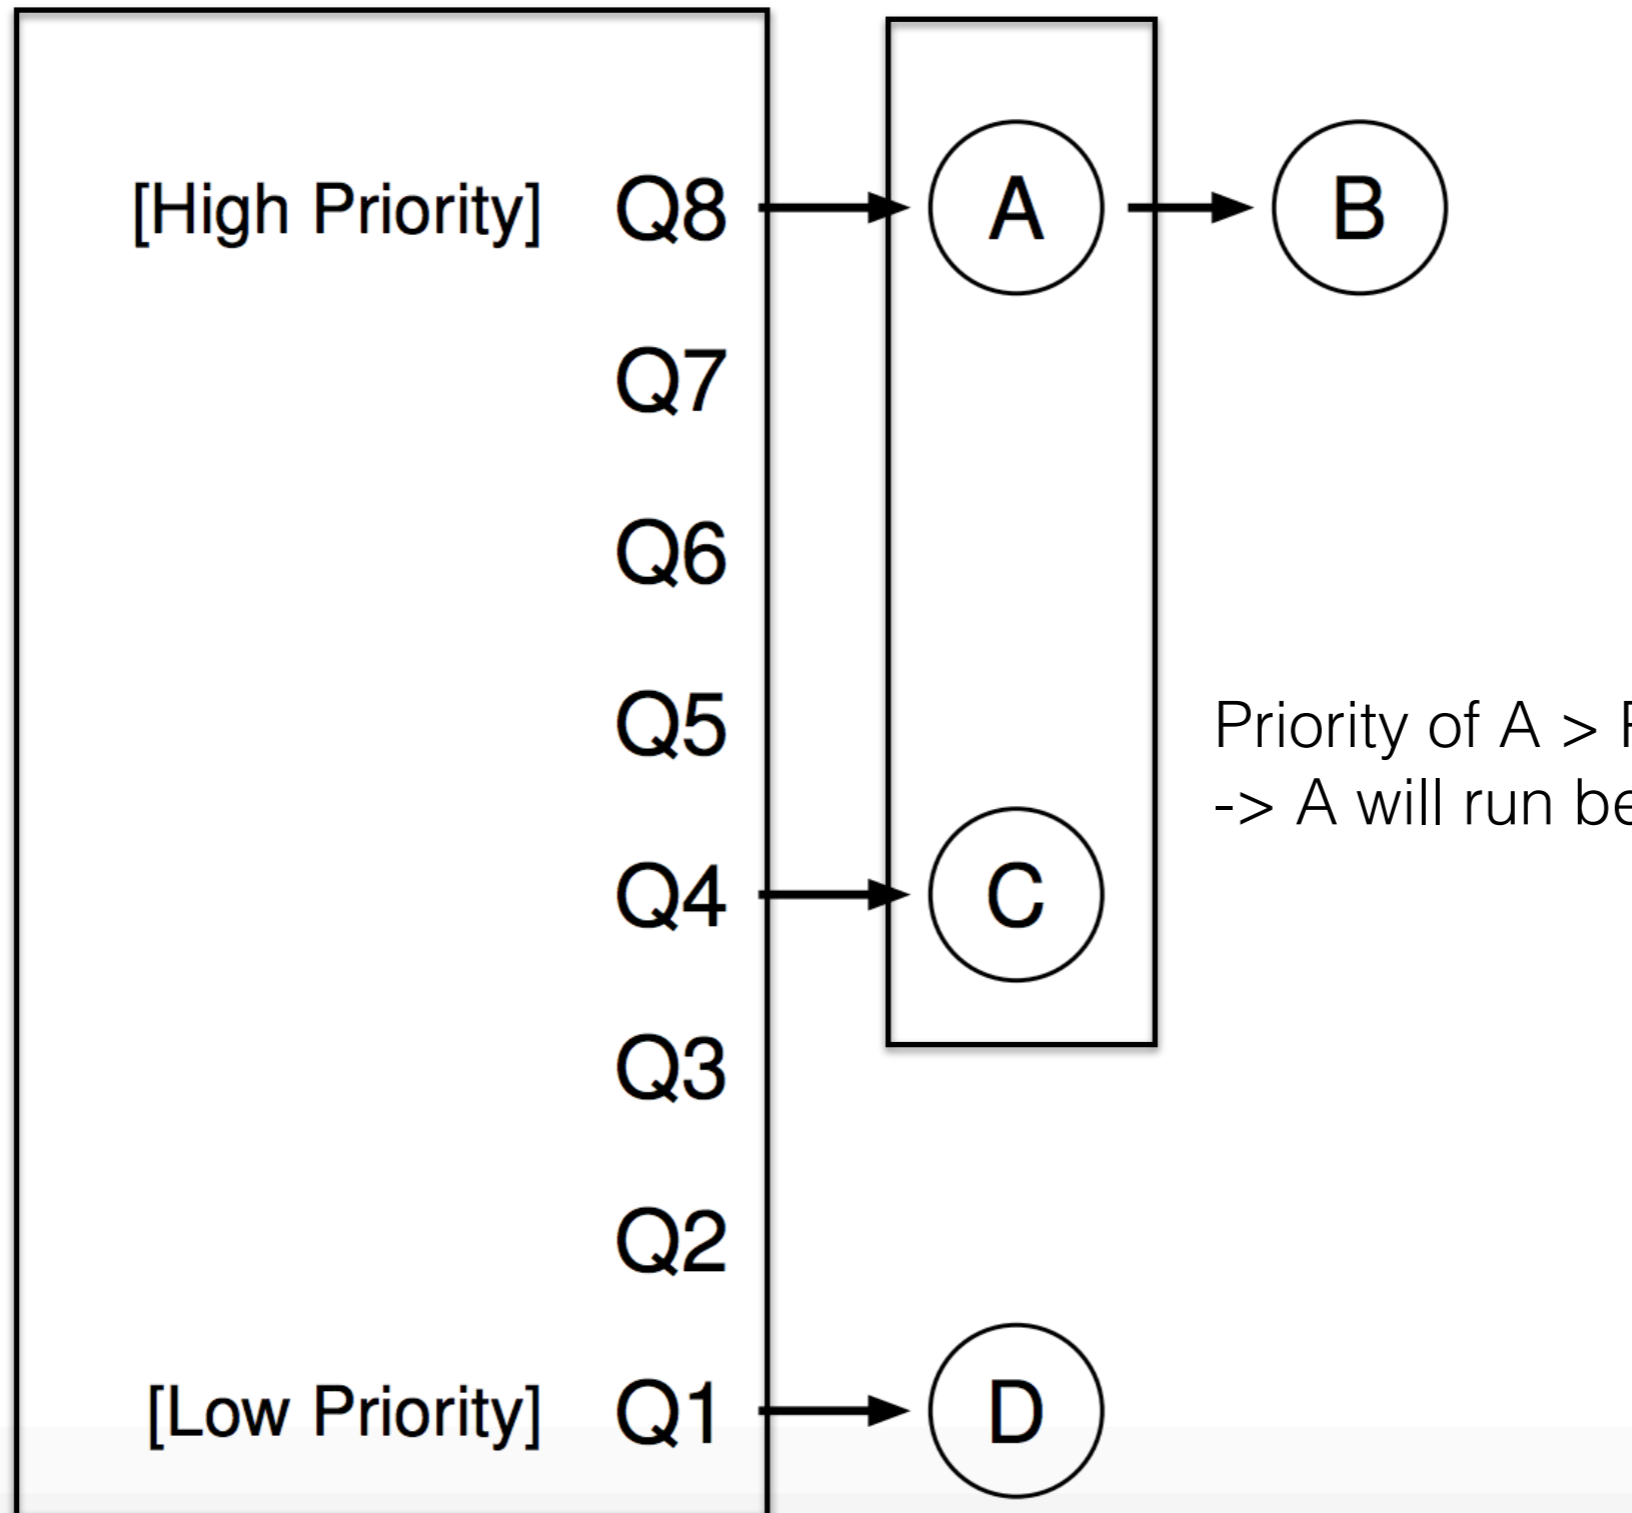 [High Priority] Q8 A B
Q7
Q6
Q5
Priority of A >
-> A will run
Q4 C
Q3
Q2
[Low Priority] Q1 D